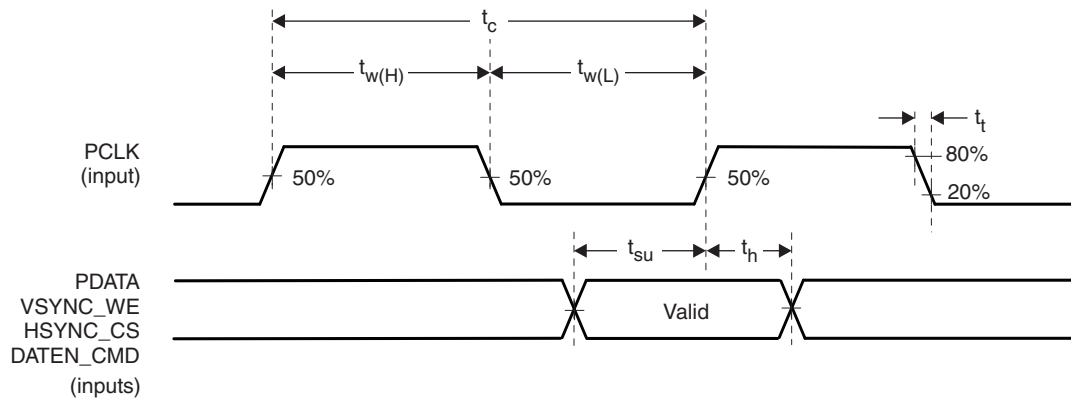 t_c
t_w(H)
t_w(L)
t_t
PCLK
(input)
50%
50%
50%
80%
20%
t_su
t_h
PDATA
VSYNC_WE
HSYNC_CS
DATEN_CMD
(inputs)
Valid